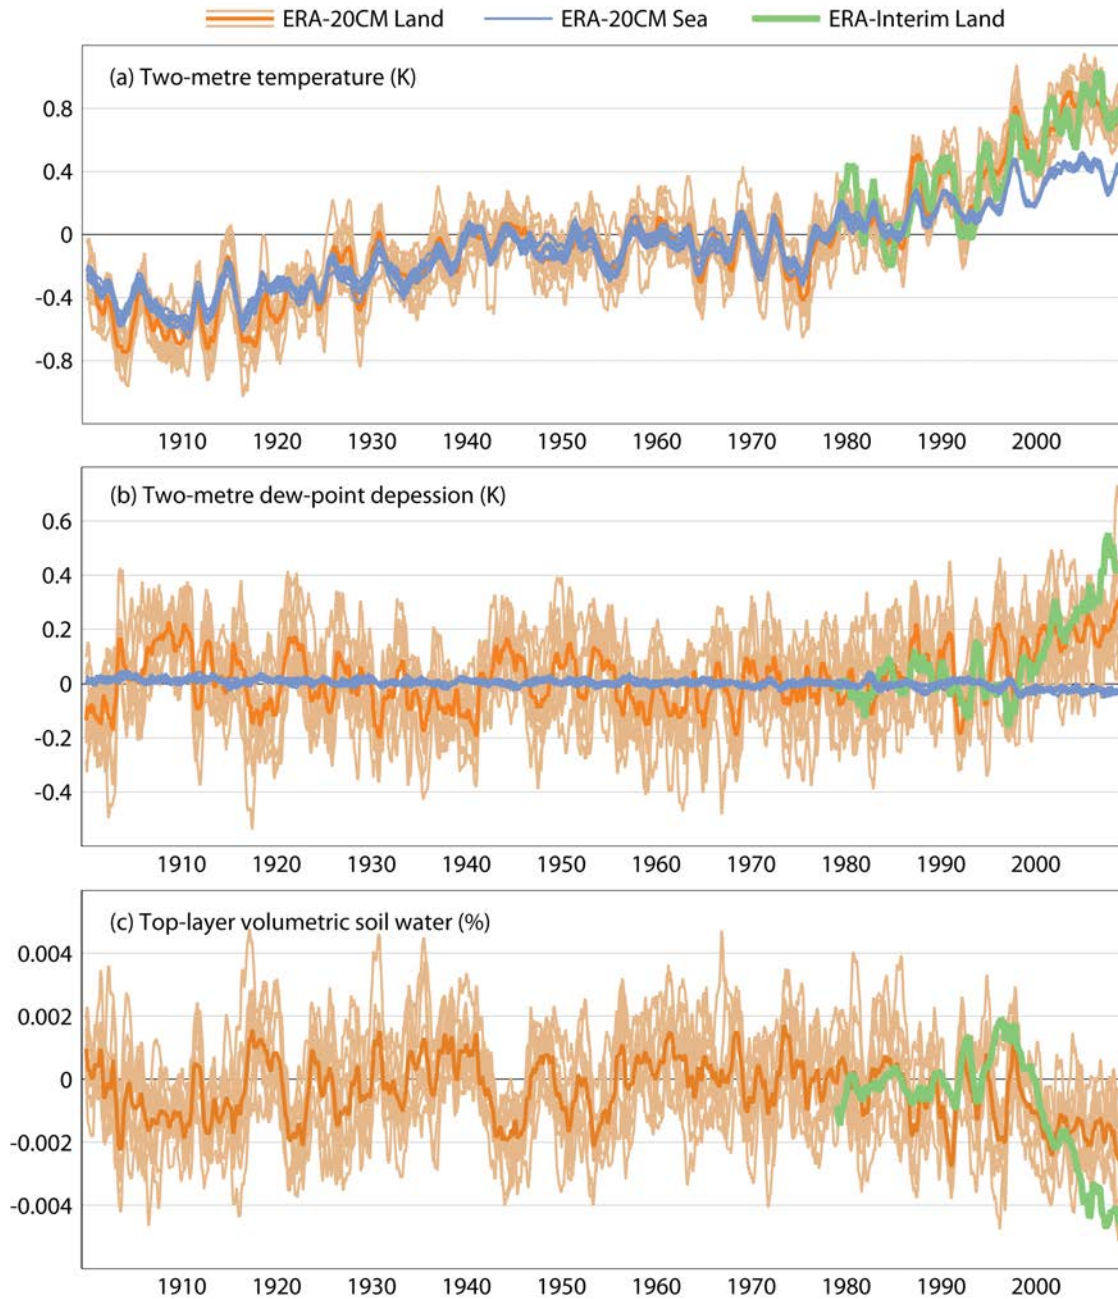 ERA-20CM Land ERA-20CM Sea ERA-Interim Land
(a) Two-metre temperature (K)
0.8
0.4
0
-0.4
-0.8
1910 1920 1930 1940 1950 1960 1970 1980 1990 2000
(b) Two-metre dew-point depession (K)
0.6
0.4
0.2
0
-0.2
-0.4
1910 1920 1930 1940 1950 1960 1970 1980 1990 2000
(c) Top-layer volumetric soil water (%)
0.004
0.002
0
-0.002
-0.004
1910 1920 1930 1940 1950 1960 1970 1980 1990 2000